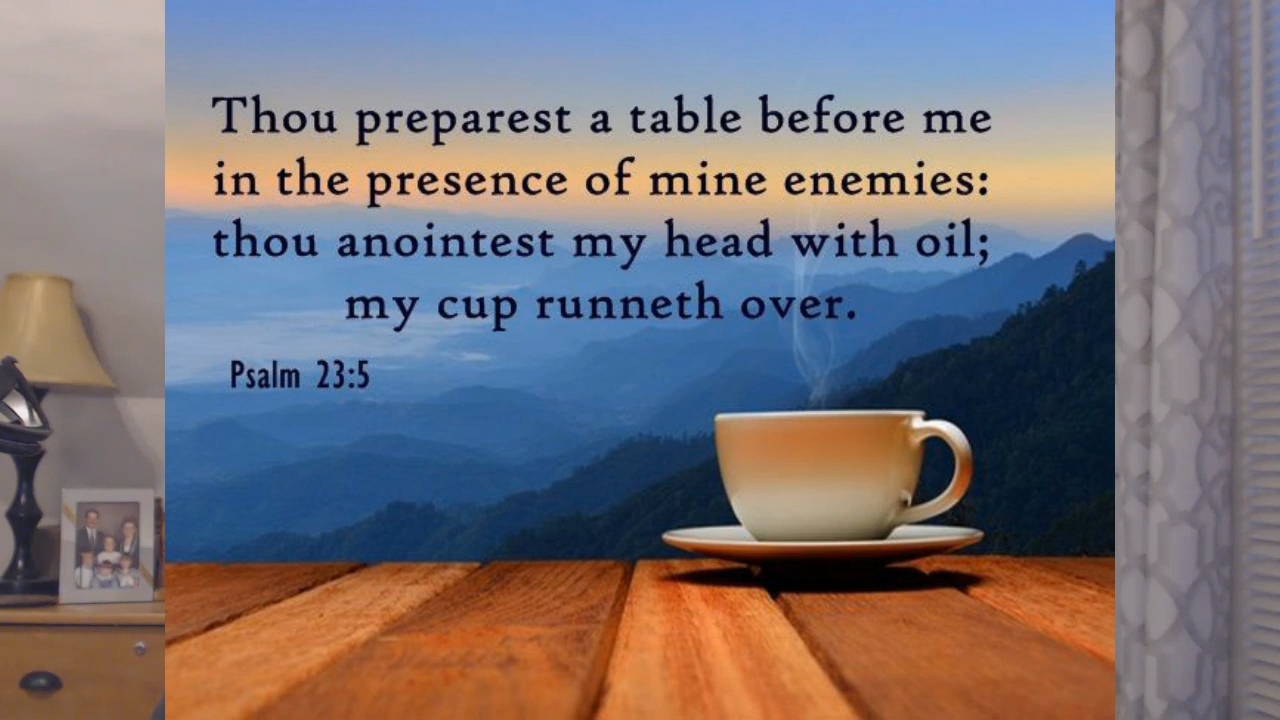 Thou preparest a table before me
in the presence of mine enemies:
thou anointest my head with oil;
my cup runneth over.
Psalm 23:5